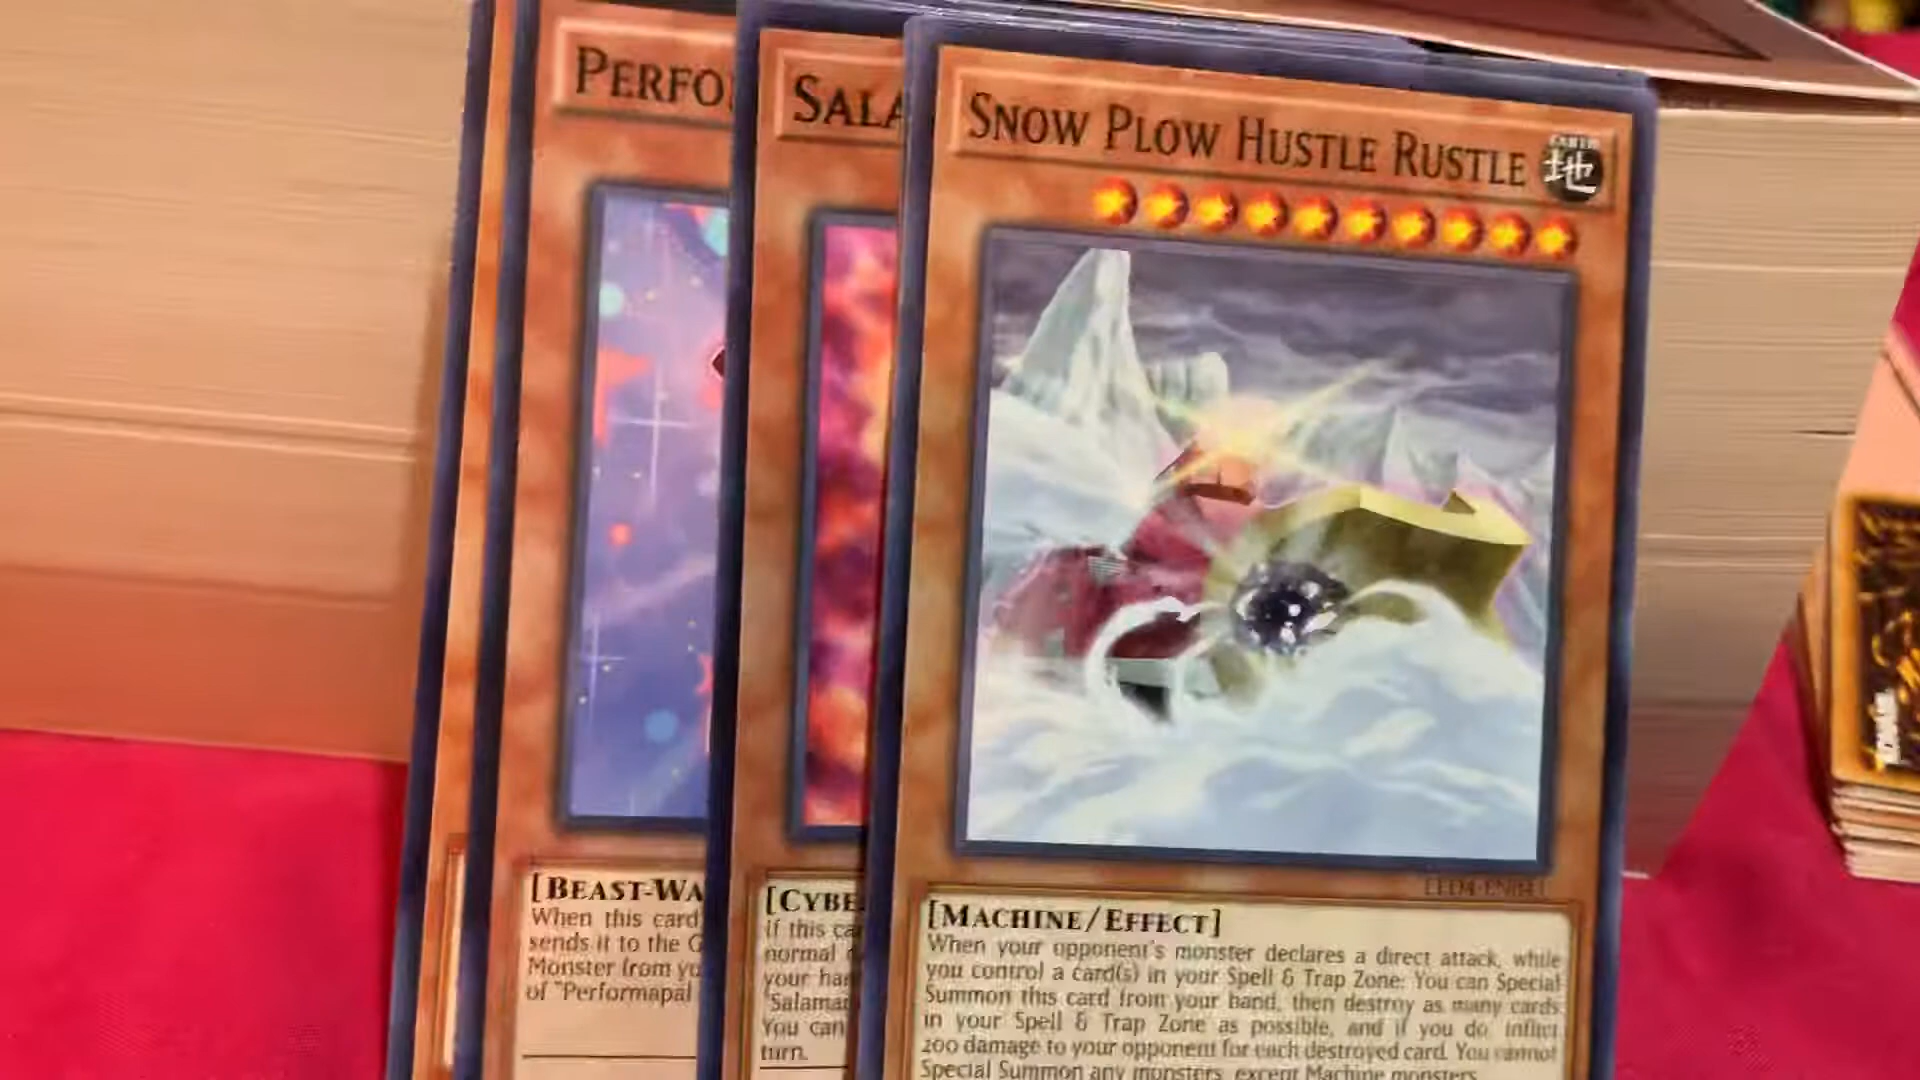 PERFO
SALA
SNOW PLOW HUSTLE RUSTLE
EARTH
地
LED4-EN041
[BEAST-WA
When this card
sends it to the G
Monster from yo
of "Performapal
[CYBE
If this ca
normal
your ha
"Salama
You can
turn.
[MACHINE/EFFECT]
When your opponent's monster declares a direct attack, while
you control a card(s) in your Spell & Trap Zone: You can Special
Summon this card from your hand, then destroy as many cards
in your Spell & Trap Zone as possible, and if you do, inflict
200 damage to your opponent for each destroyed card. You cannot
Special Summon any monsters, except Machine monsters